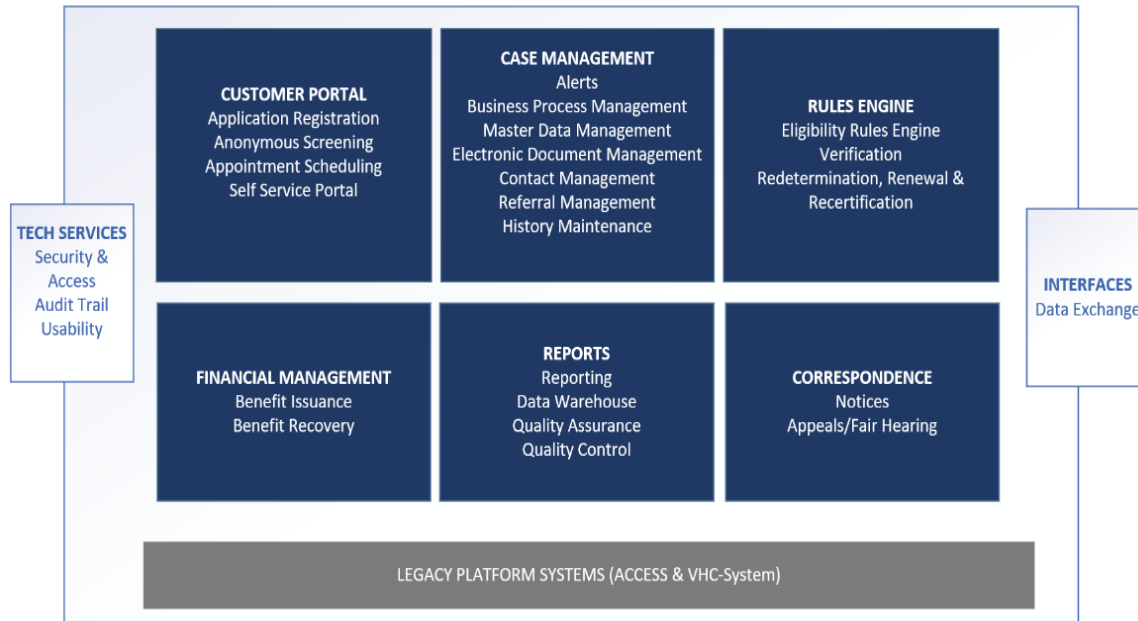 CUSTOMER PORTAL
Application Registration
Anonymous Screening
Appointment Scheduling
Self Service Portal
CASE MANAGEMENT
Alerts
Business Process Management
Master Data Management
Electronic Document Management
Contact Management
Referral Management
History Maintenance
RULES ENGINE
Eligibility Rules Engine
Verification
Redetermination, Renewal &
Recertification
TECH SERVICES
Security &
Access
Audit Trail
Usability
INTERFACES
Data Exchange
FINANCIAL MANAGEMENT
Benefit Issuance
Benefit Recovery
REPORTS
Reporting
Data Warehouse
Quality Assurance
Quality Control
CORRESPONDENCE
Notices
Appeals/Fair Hearing
LEGACY PLATFORM SYSTEMS (ACCESS & VHC-System)